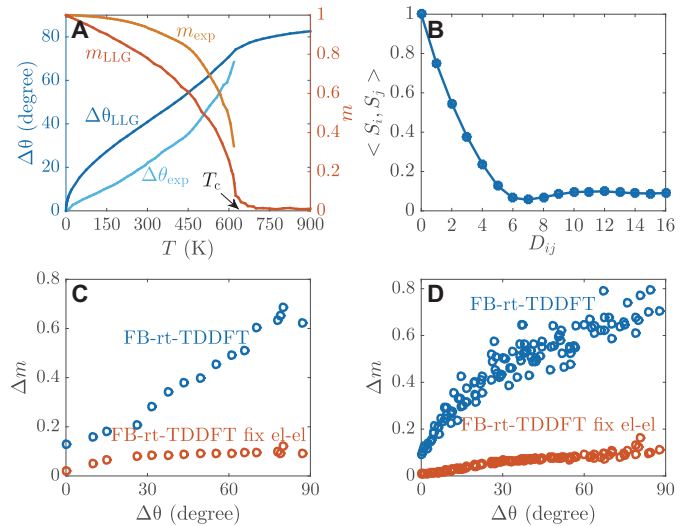 A
B
m_exp
m_LLG
Δθ_LLG
Δθ_exp
T_c
80
60
40
20
0
Δθ (degree)
1
0.8
0.6
0.4
0.2
0
m
0 150 300 450 600 750 900
T (K)
1
0.8
0.6
0.4
0.2
0
< S_i, S_j >
0 2 4 6 8 10 12 14 16
D_ij
C
FB-rt-TDDFT
FB-rt-TDDFT fix el-el
0.8
0.6
0.4
0.2
0
Δm
0 30 60 90
Δθ (degree)
D
FB-rt-TDDFT
FB-rt-TDDFT fix el-el
0.8
0.6
0.4
0.2
0
Δm
0 30 60 90
Δθ (degree)